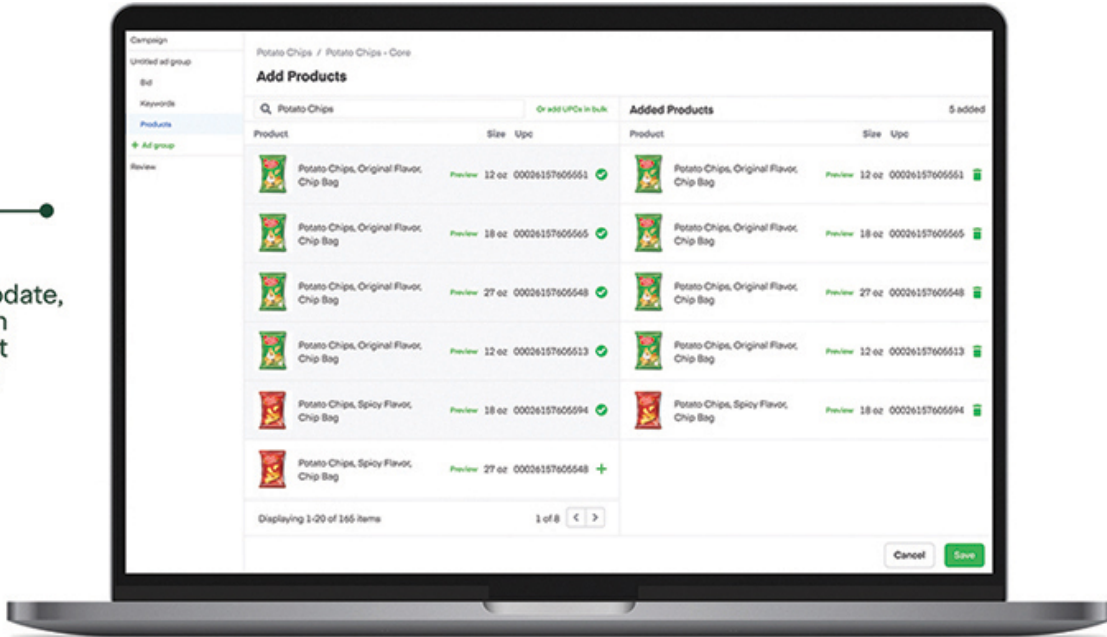 odate,
n
t
Campaign
Untitled ad group
Bid
Keywords
Products
+ Ad group
Review
Potato Chips / Potato Chips - Core
Add Products
Potato Chips
Or add UPCs in bulk
Product Size Upc
Potato Chips, Original Flavor,
Chip Bag
Preview 12 oz 00026157605551
Potato Chips, Original Flavor,
Chip Bag
Preview 18 oz 00026157605565
Potato Chips, Original Flavor,
Chip Bag
Preview 27 oz 00026157605548
Potato Chips, Original Flavor,
Chip Bag
Preview 12 oz 00026157605513
Potato Chips, Spicy Flavor,
Chip Bag
Preview 18 oz 00026157605594
Potato Chips, Spicy Flavor,
Chip Bag
Preview 27 oz 00026157605548 +
Displaying 1-20 of 165 items
1 of 8 < >
Added Products 5 added
Product Size Upc
Potato Chips, Original Flavor,
Chip Bag
Preview 12 oz 00026157605551
Potato Chips, Original Flavor,
Chip Bag
Preview 18 oz 00026157605565
Potato Chips, Original Flavor,
Chip Bag
Preview 27 oz 00026157605548
Potato Chips, Original Flavor,
Chip Bag
Preview 12 oz 00026157605513
Potato Chips, Spicy Flavor,
Chip Bag
Preview 18 oz 00026157605594
Cancel
Save